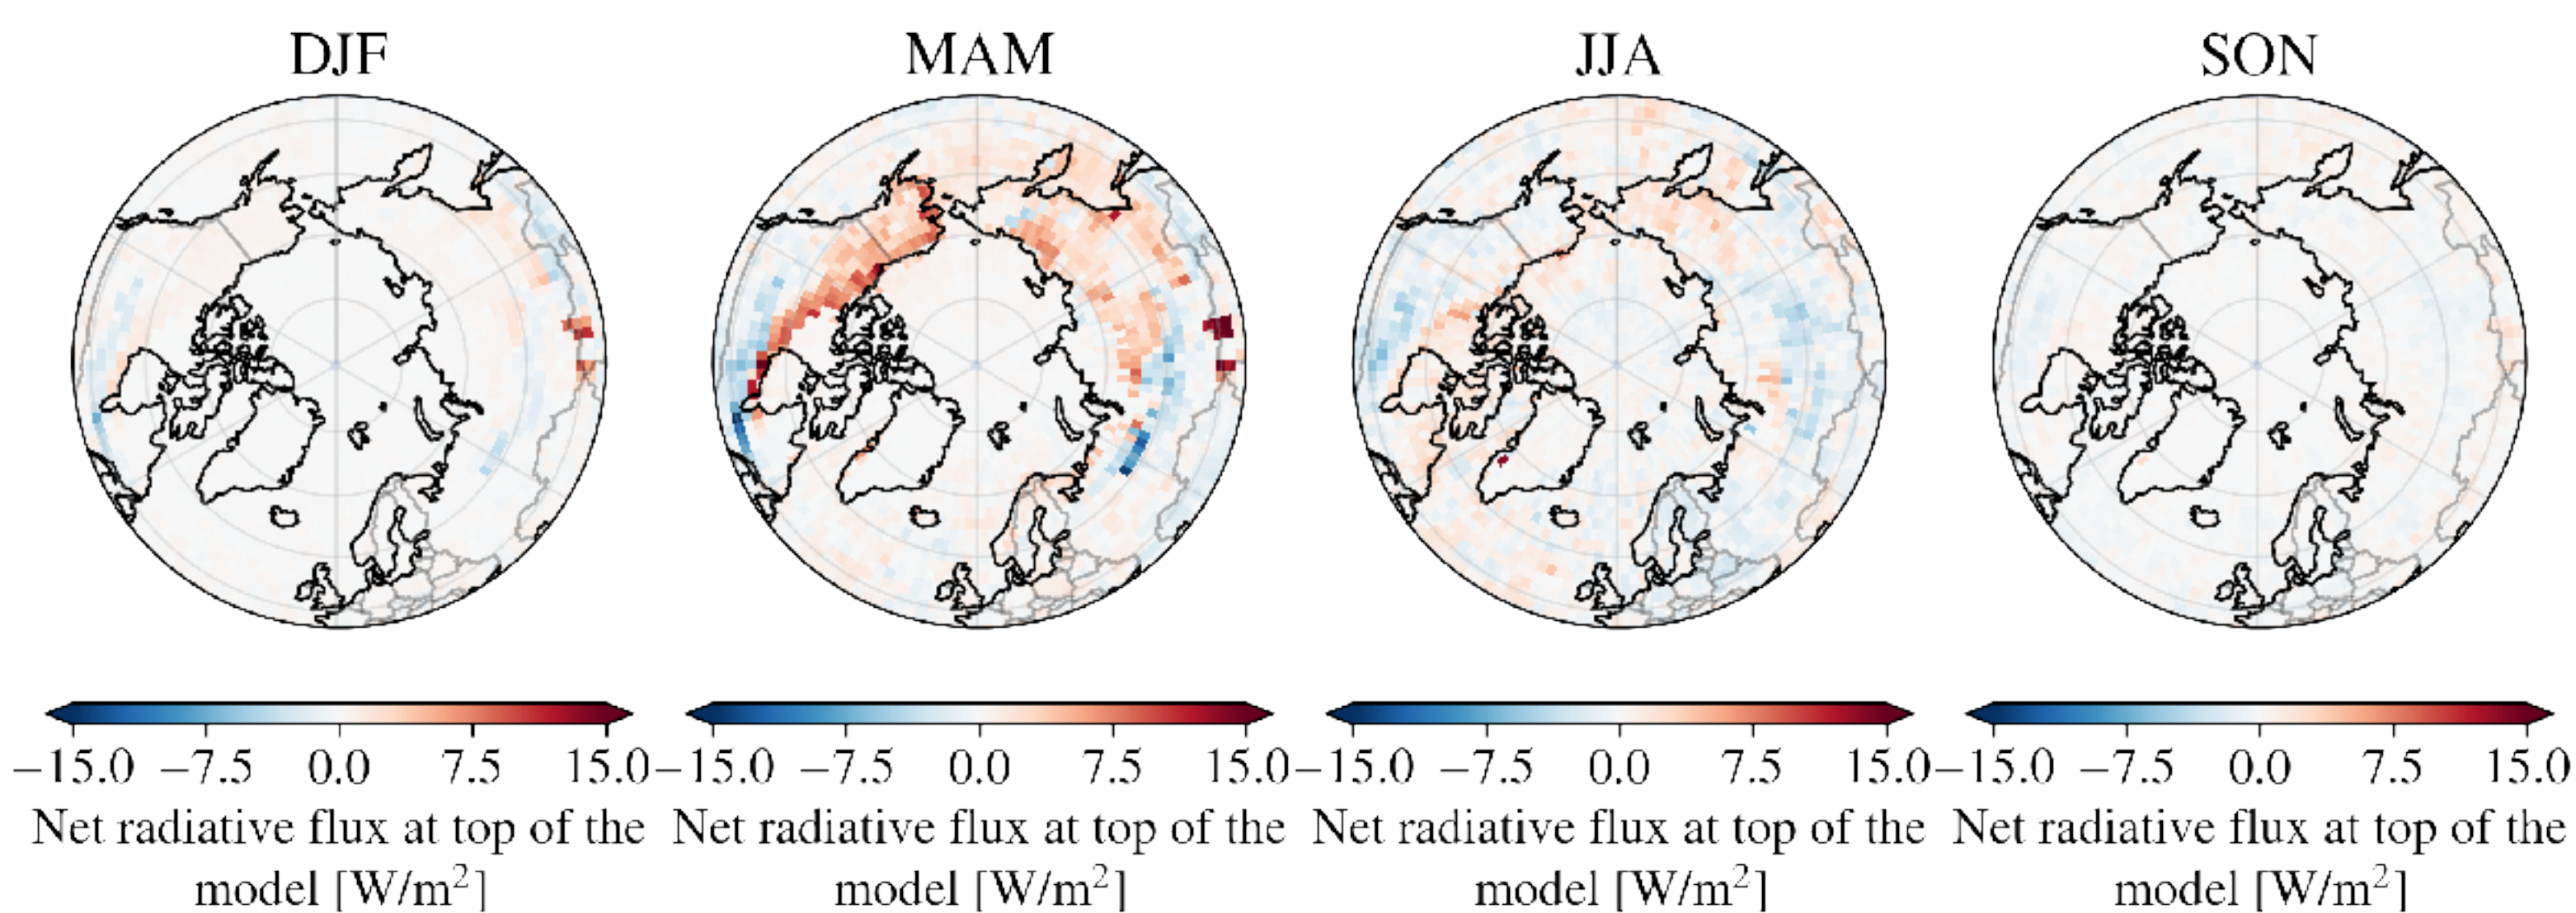 DJF MAM JJA SON
−15.0 −7.5 0.0 7.5 15.0 −15.0 −7.5 0.0 7.5 15.0 −15.0 −7.5 0.0 7.5 15.0 −15.0 −7.5 0.0 7.5 15.0
Net radiative flux at top of the Net radiative flux at top of the Net radiative flux at top of the Net radiative flux at top of the
model [W/m²] model [W/m²] model [W/m²] model [W/m²]